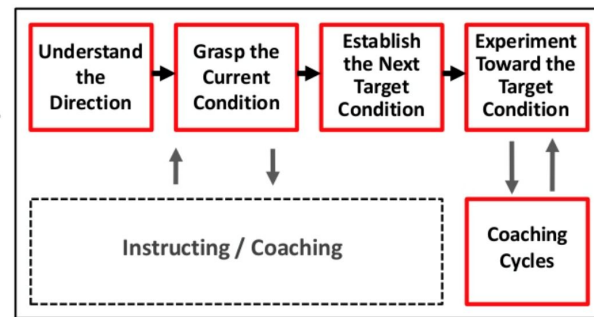 Understand
the
Direction
Grasp the
Current
Condition
Establish
the Next
Target
Condition
Experiment
Toward the
Target
Condition
Instructing / Coaching
Coaching
Cycles